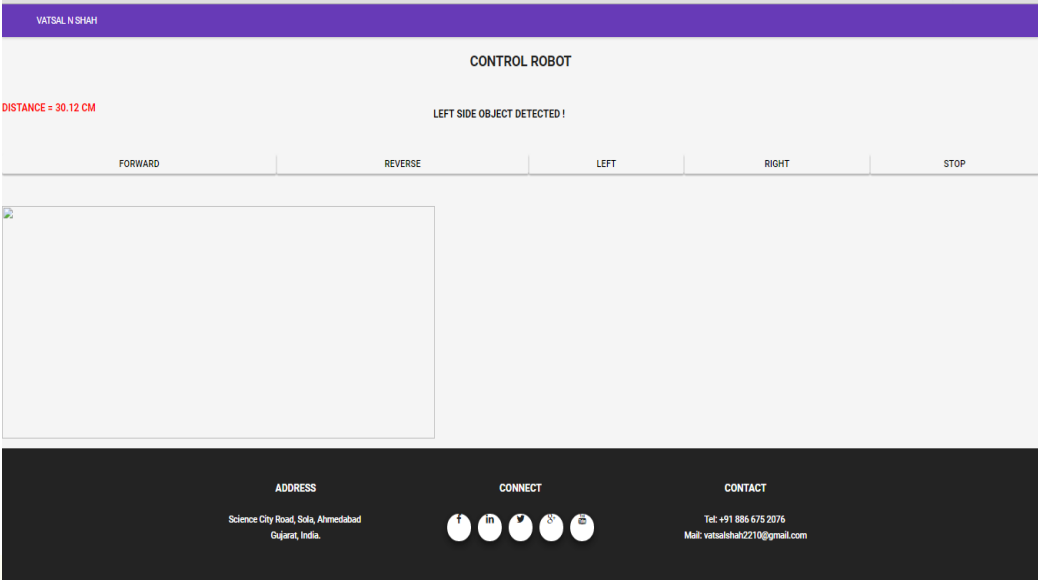 VATSAL N SHAH
CONTROL ROBOT
DISTANCE = 30.12 CM
LEFT SIDE OBJECT DETECTED !
FORWARD REVERSE LEFT RIGHT STOP
ADDRESS CONNECT CONTACT
Science City Road, Sola, Ahmedabad
Gujarat, India.
Tel: +91 886 675 2076
Mail: vatsalshah2210@gmail.com